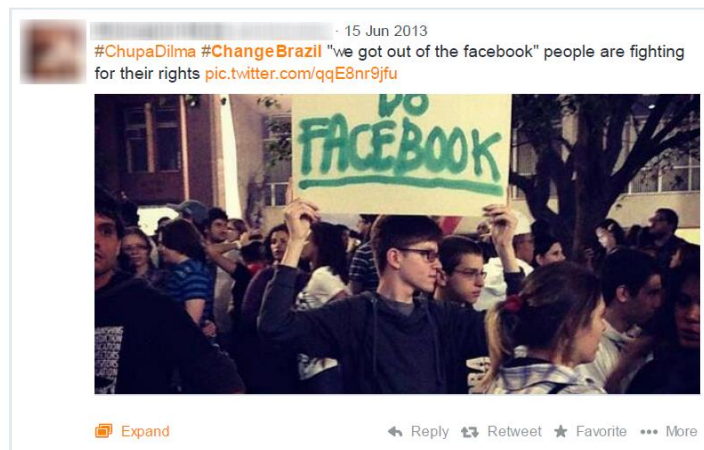 · 15 Jun 2013
#ChupaDilma #ChangeBrazil "we got out of the facebook" people are fighting
for their rights pic.twitter.com/qqE8nr9jfu
DO
FACEBOOK
Expand
Reply Retweet Favorite More